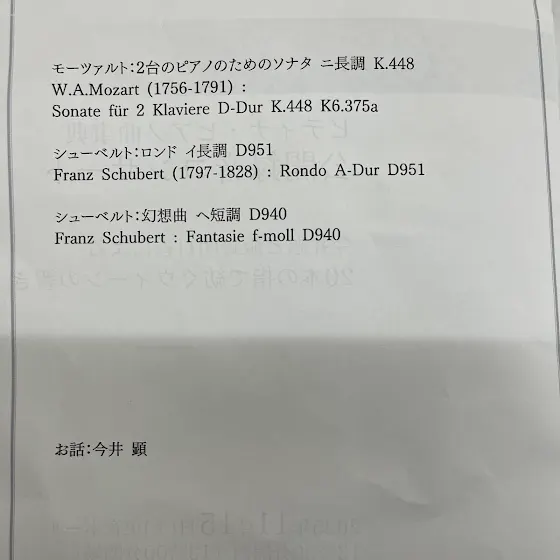 モーツァルト:2台のピアノのためのソナタ ニ長調 K.448
W.A.Mozart (1756-1791) :
Sonate für 2 Klaviere D-Dur K.448 K6.375a
シューベルト:ロンド イ長調 D951
Franz Schubert (1797-1828) : Rondo A-Dur D951
シューベルト:幻想曲 ヘ短調 D940
Franz Schubert : Fantasie f-moll D940
お話:今井 顕